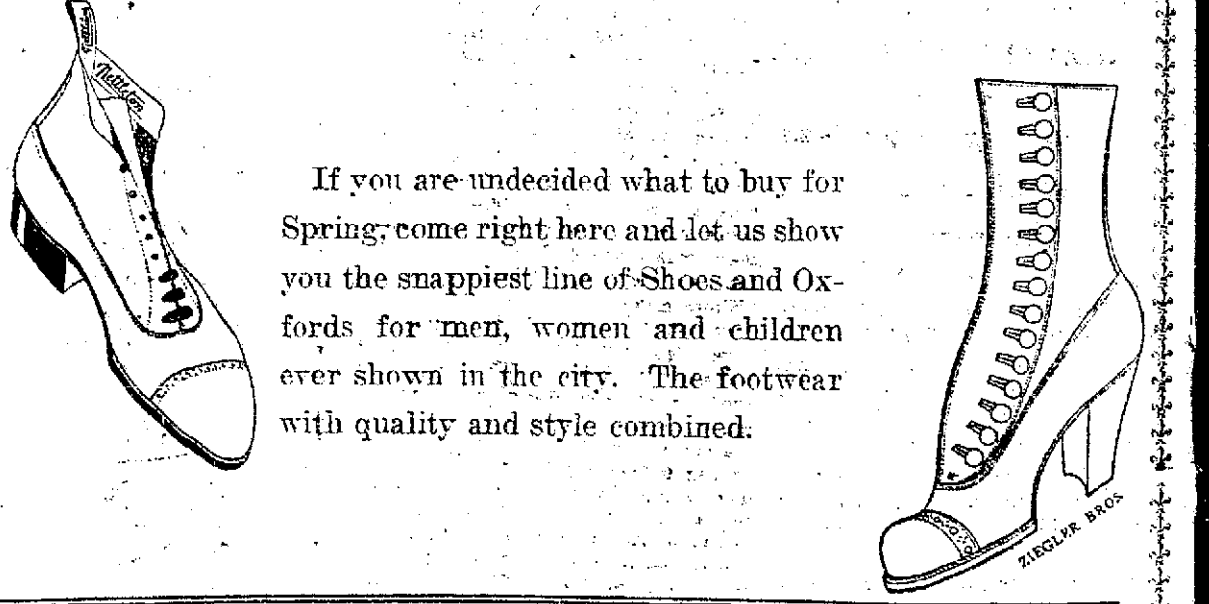 Nettleton
If you are undecided what to buy for
Spring, come right here and let us show
you the snappiest line of Shoes and Ox-
fords for men, women and children
ever shown in the city. The footwear
with quality and style combined.
ZIEGLER BROS